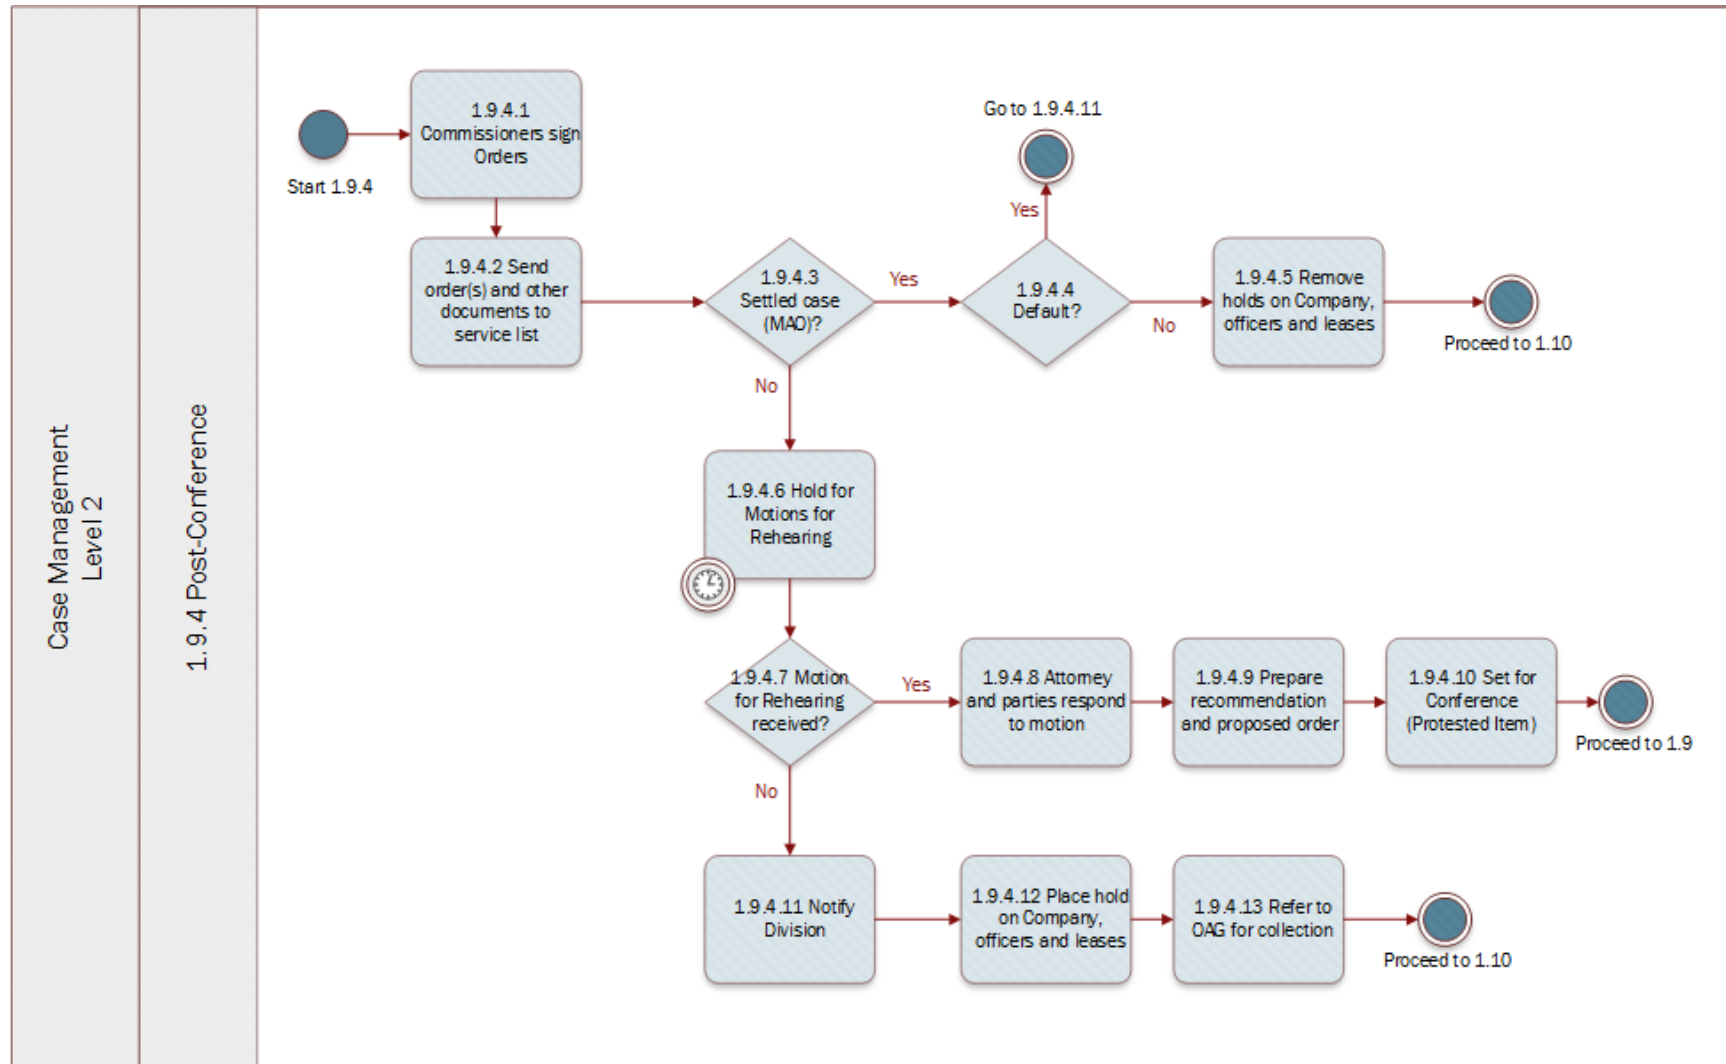 Case Management
Level 2
1.9.4 Post-Conference
Start 1.9.4
1.9.4.1
Commissioners sign
Orders
1.9.4.2 Send
order(s) and other
documents to
service list
1.9.4.3
Settled case
(MAO)?
Yes
No
1.9.4.4
Default?
Yes
Go to 1.9.4.11
No
1.9.4.5 Remove
holds on Company,
officers and leases
Proceed to 1.10
1.9.4.6 Hold for
Motions for
Rehearing
1.9.4.7 Motion
for Rehearing
received?
Yes
No
1.9.4.8 Attorney
and parties respond
to motion
1.9.4.9 Prepare
recommendation
and proposed order
1.9.4.10 Set for
Conference
(Protested Item)
Proceed to 1.9
1.9.4.11 Notify
Division
1.9.4.12 Place hold
on Company,
officers and leases
1.9.4.13 Refer to
OAG for collection
Proceed to 1.10